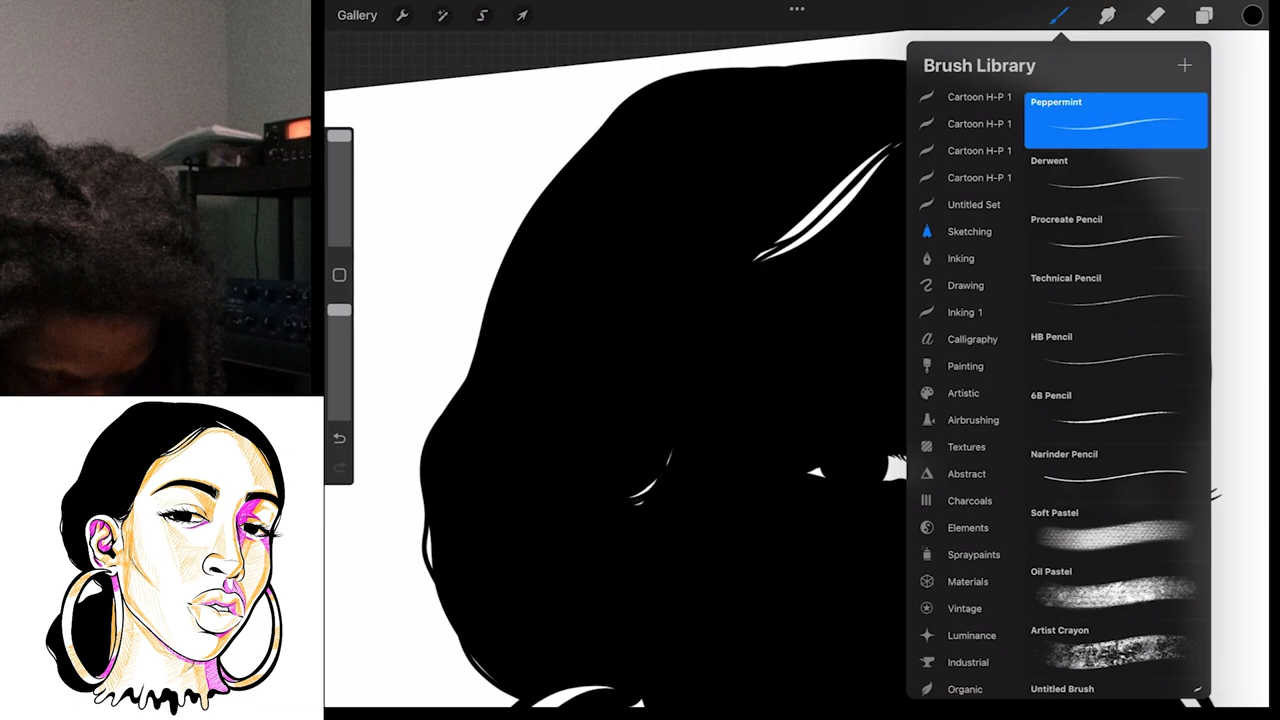 Gallery
Brush Library
Cartoon H-P 1
Cartoon H-P 1
Cartoon H-P 1
Cartoon H-P 1
Untitled Set
Sketching
Inking
Drawing
Inking 1
Calligraphy
Painting
Artistic
Airbrushing
Textures
Abstract
Charcoals
Elements
Spraypaints
Materials
Vintage
Luminance
Industrial
Organic
Peppermint
Derwent
Procreate Pencil
Technical Pencil
HB Pencil
6B Pencil
Narinder Pencil
Soft Pastel
Oil Pastel
Artist Crayon
Untitled Brush